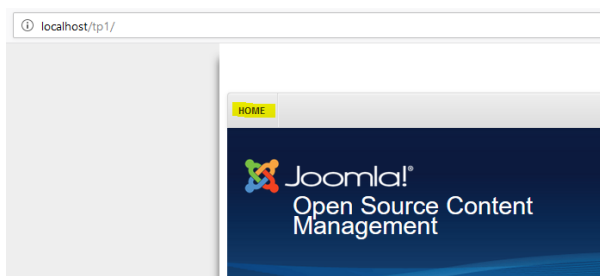 localhost/tp1/
HOME
Joomla!®
Open Source Content
Management